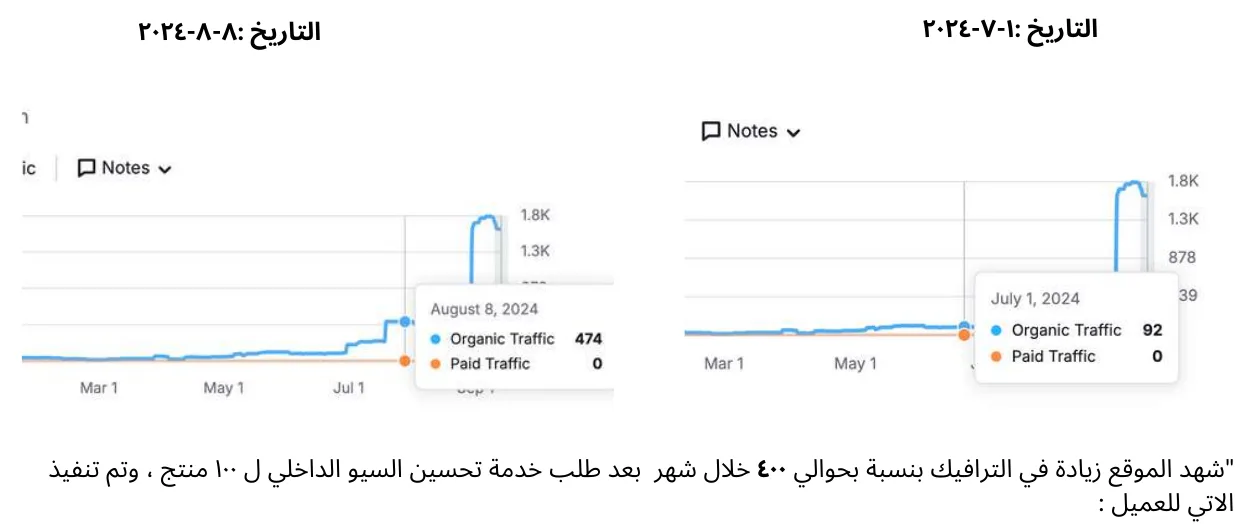 التاريخ :١-٧-٢٠٢٤
التاريخ :٨-٨-٢٠٢٤
Notes
1.8K
1.3K
878
39
July 1, 2024
Organic Traffic 92
Paid Traffic 0
Mar 1
May 1
ic
Notes
1.8K
1.3K
August 8, 2024
Organic Traffic 474
Paid Traffic 0
Mar 1
May 1
Jul 1
"شهد الموقع زيادة في الترافيك بنسبة بحوالي ٤٠٠ خلال شهر بعد طلب خدمة تحسين السيو الداخلي ل ١٠٠ منتج ، وتم تنفيذ
الاتي للعميل :